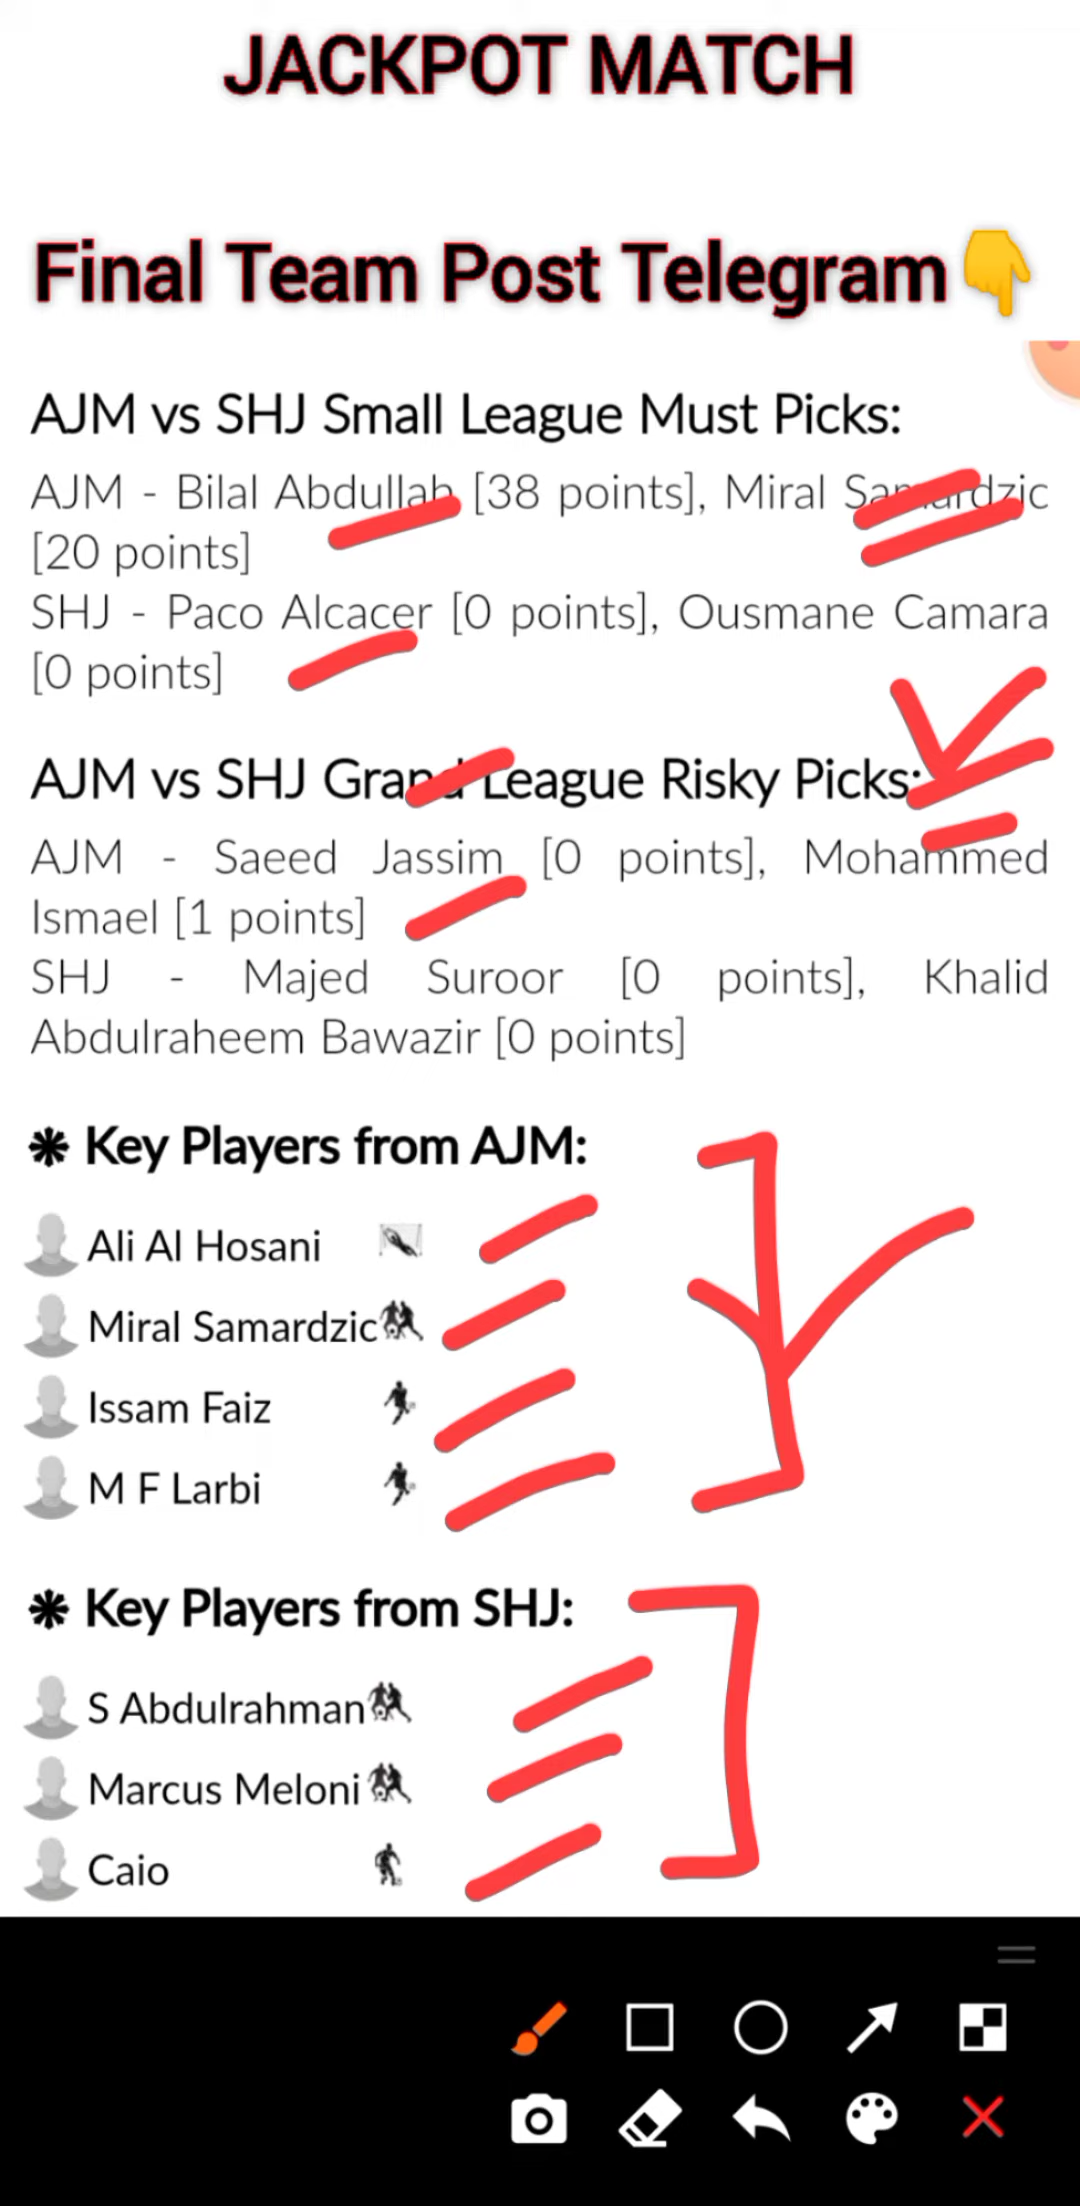 JACKPOT MATCH
Final Team Post Telegram👇
AJM vs SHJ Small League Must Picks:
AJM - Bilal Abdullah [38 points], Miral Samardzic
[20 points]
SHJ - Paco Alcacer [0 points], Ousmane Camara
[0 points]
AJM vs SHJ Grand League Risky Picks:
AJM - Saeed Jassim [0 points], Mohammed
Ismael [1 points]
SHJ - Majed Suroor [0 points], Khalid
Abdulraheem Bawazir [0 points]
✱ Key Players from AJM:
Ali Al Hosani
Miral Samardzic
Issam Faiz
M F Larbi
✱ Key Players from SHJ:
S Abdulrahman
Marcus Meloni
Caio